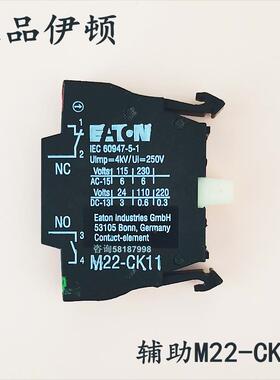 品伊顿
EATON
IEC 60947-5-1
Uimp=4kV/Ui=250V
Volts 115 230
AC-15 6 6
Volts 24 110 220
DC-13 3 0.6 0.3
1
2
NC
NO
3
4
Eaton Industries GmbH
53105 Bonn, Germany
Contact-element
咨询58187998
M22-CK11
辅助M22-CK